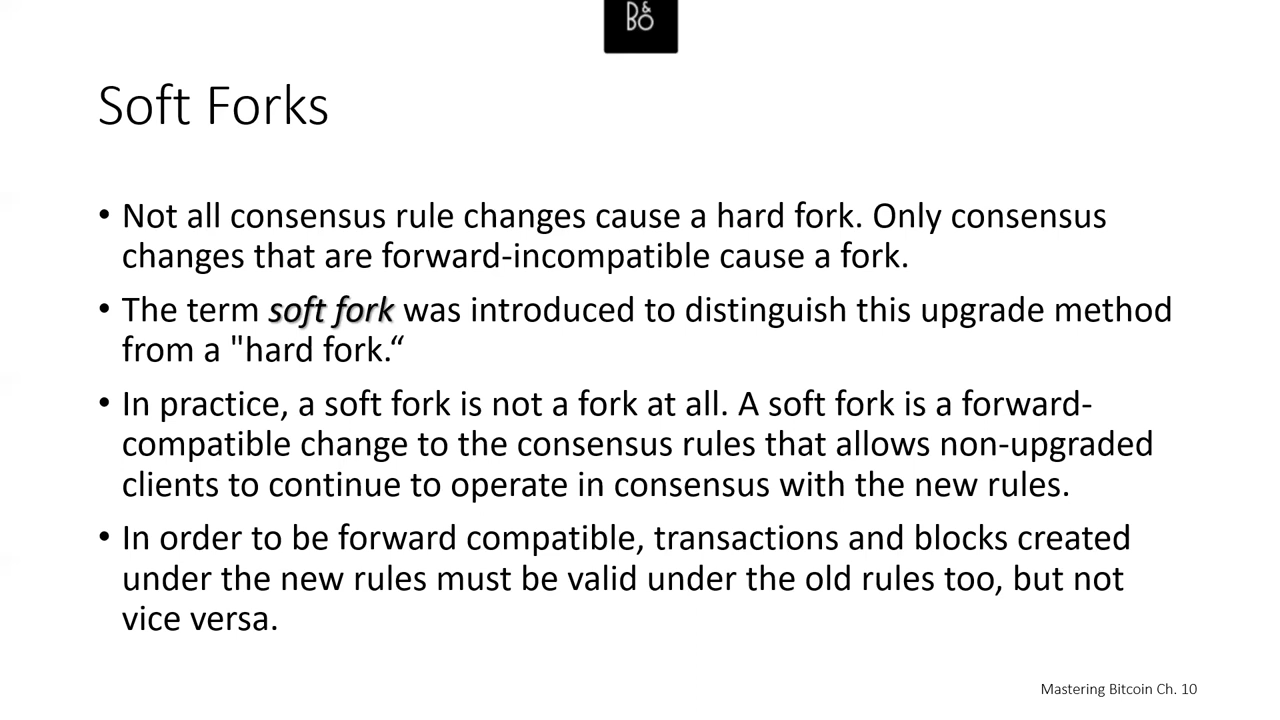 B&O
Soft Forks
• Not all consensus rule changes cause a hard fork. Only consensus
changes that are forward-incompatible cause a fork.
• The term soft fork was introduced to distinguish this upgrade method
from a "hard fork.“
• In practice, a soft fork is not a fork at all. A soft fork is a forward-
compatible change to the consensus rules that allows non-upgraded
clients to continue to operate in consensus with the new rules.
• In order to be forward compatible, transactions and blocks created
under the new rules must be valid under the old rules too, but not
vice versa.
Mastering Bitcoin Ch. 10